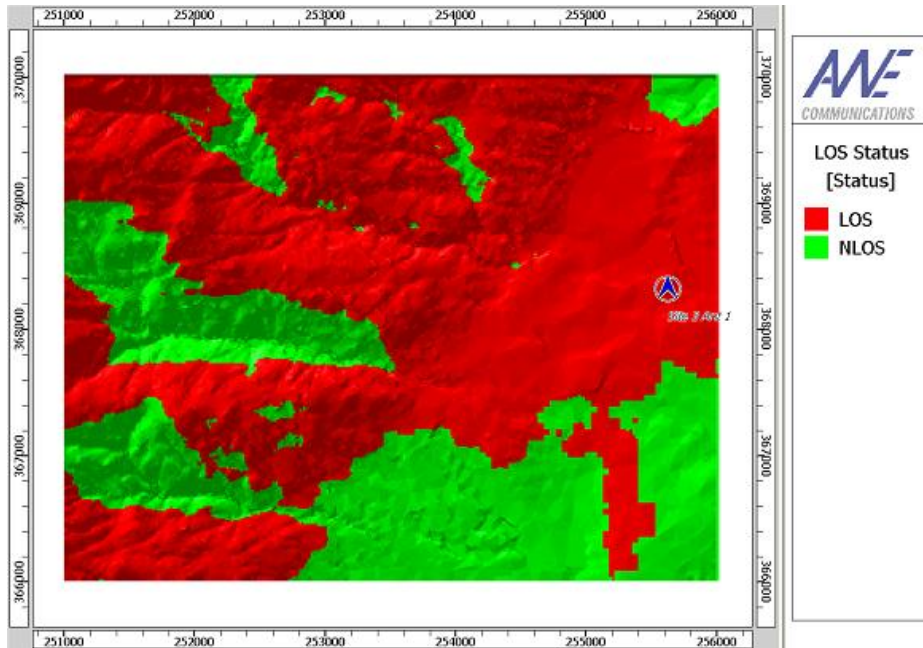 251000 252000 253000 254000 255000 256000
370000 370000
369000 369000
368000 368000
367000 367000
366000 366000
251000 252000 253000 254000 255000 256000
AWE
COMMUNICATIONS
LOS Status
[Status]
LOS
NLOS